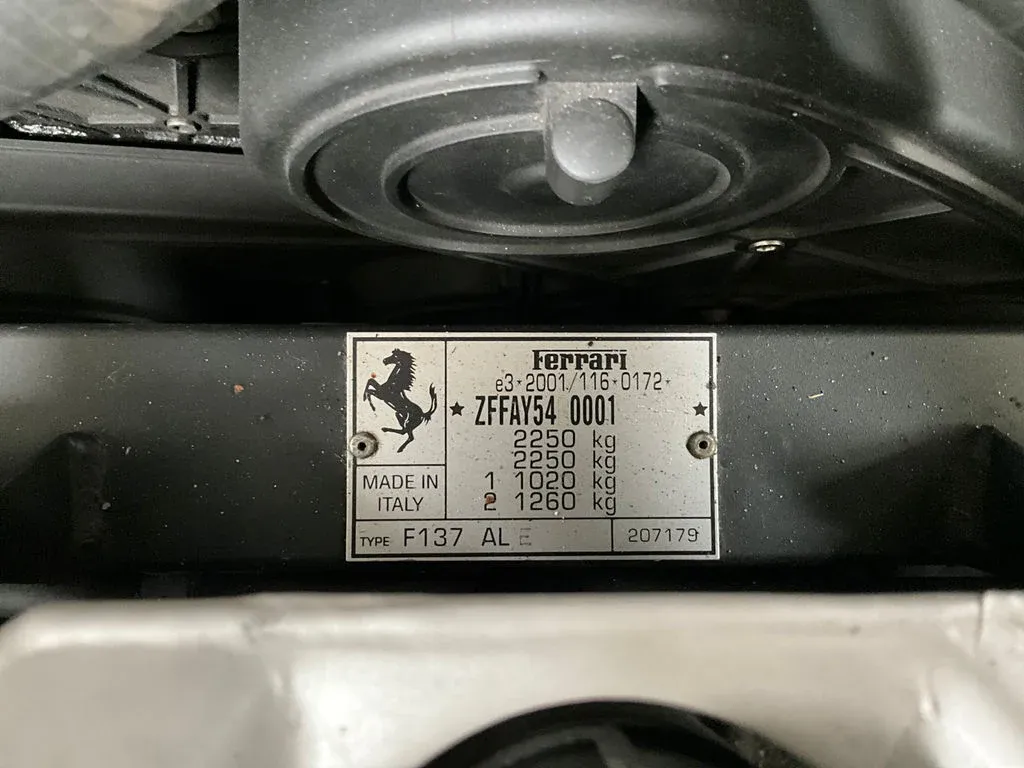 Ferrari
e3*2001/116*0172*
★ ZFFAY54 0001 ★
2250 kg
2250 kg
1 1020 kg
2 1260 kg
MADE IN
ITALY
TYPE F137 AL E
207179